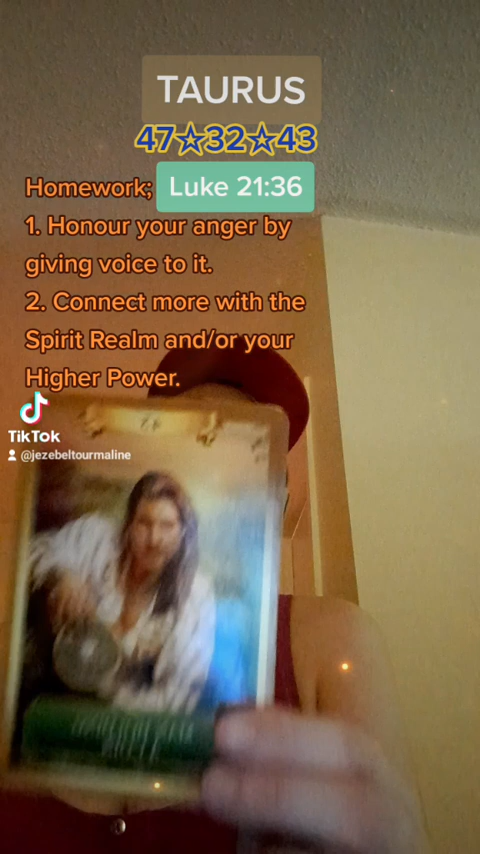 TAURUS
47☆32☆43
Homework; Luke 21:36
1. Honour your anger by
giving voice to it.
2. Connect more with the
Spirit Realm and/or your
Higher Power.
TikTok
@jezebeltourmaline